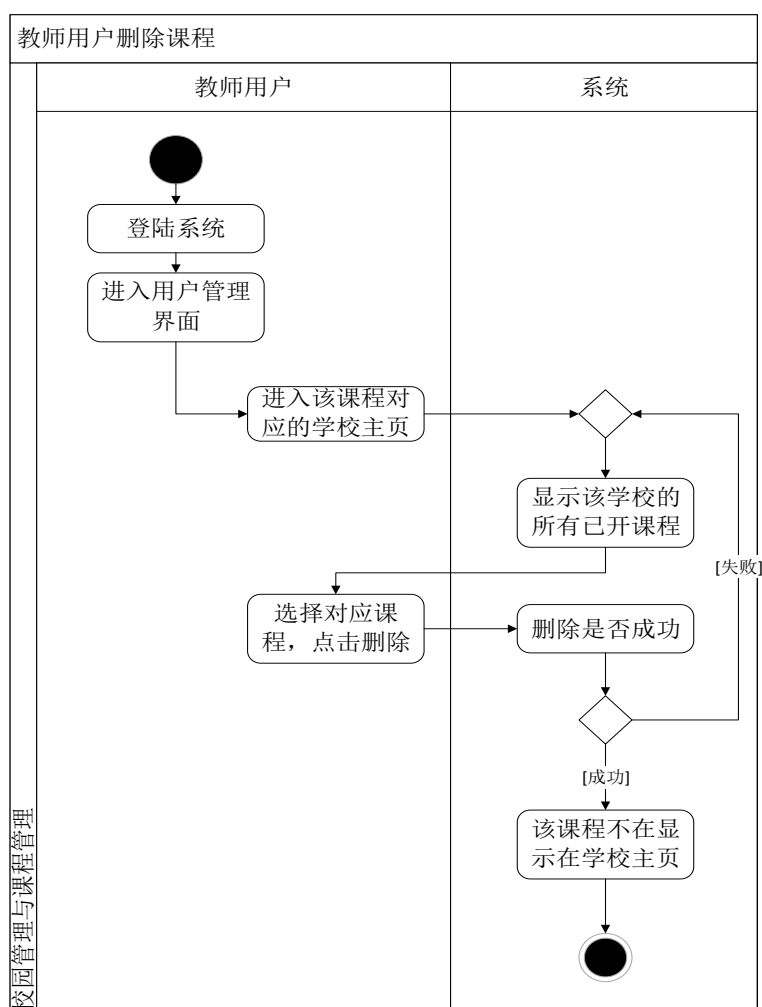 教师用户删除课程
教师用户
系统
登陆系统
进入用户管理
界面
进入该课程对
应的学校主页
显示该学校的
所有已开课程
[失败]
选择对应课
程，点击删除
删除是否成功
[成功]
该课程不在显
示在学校主页
校园管理与课程管理